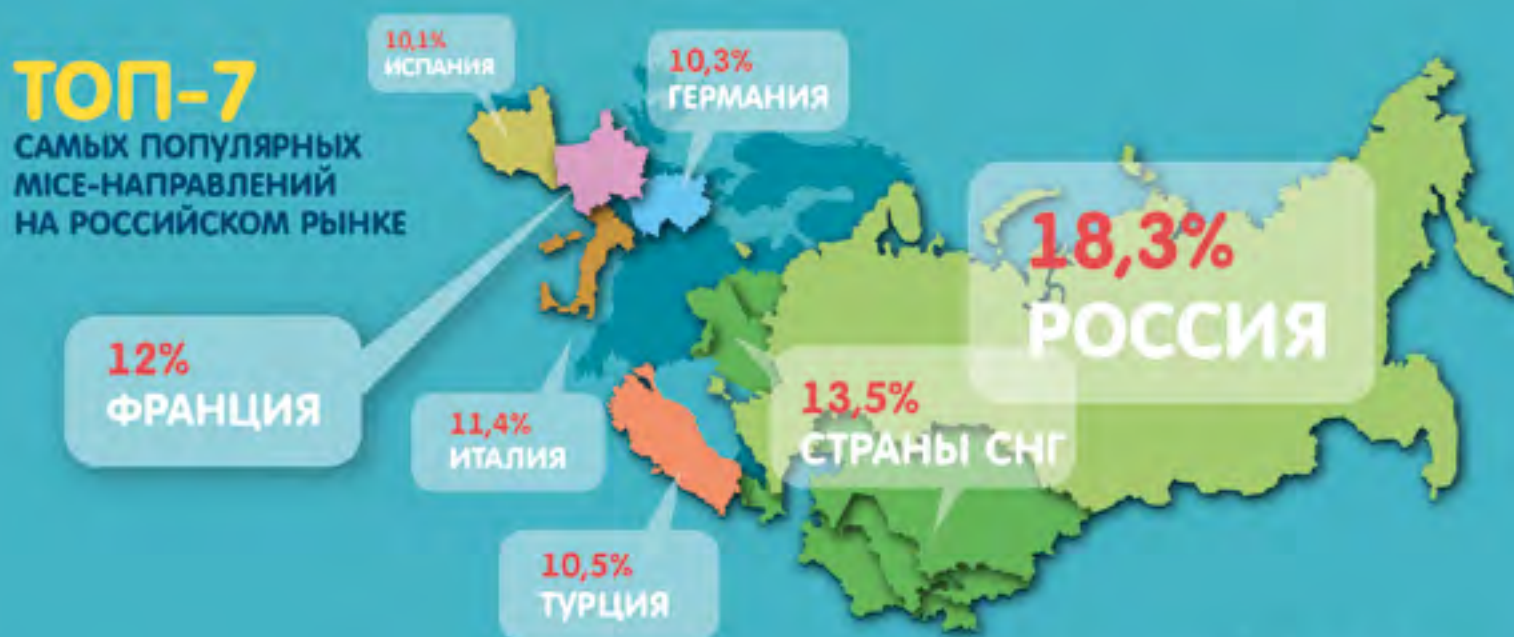 ТОП-7
САМЫХ ПОПУЛЯРНЫХ
MICE-НАПРАВЛЕНИЙ
НА РОССИЙСКОМ РЫНКЕ
10,1%
ИСПАНИЯ
10,3%
ГЕРМАНИЯ
18,3%
РОССИЯ
12%
ФРАНЦИЯ
11,4%
ИТАЛИЯ
13,5%
СТРАНЫ СНГ
10,5%
ТУРЦИЯ